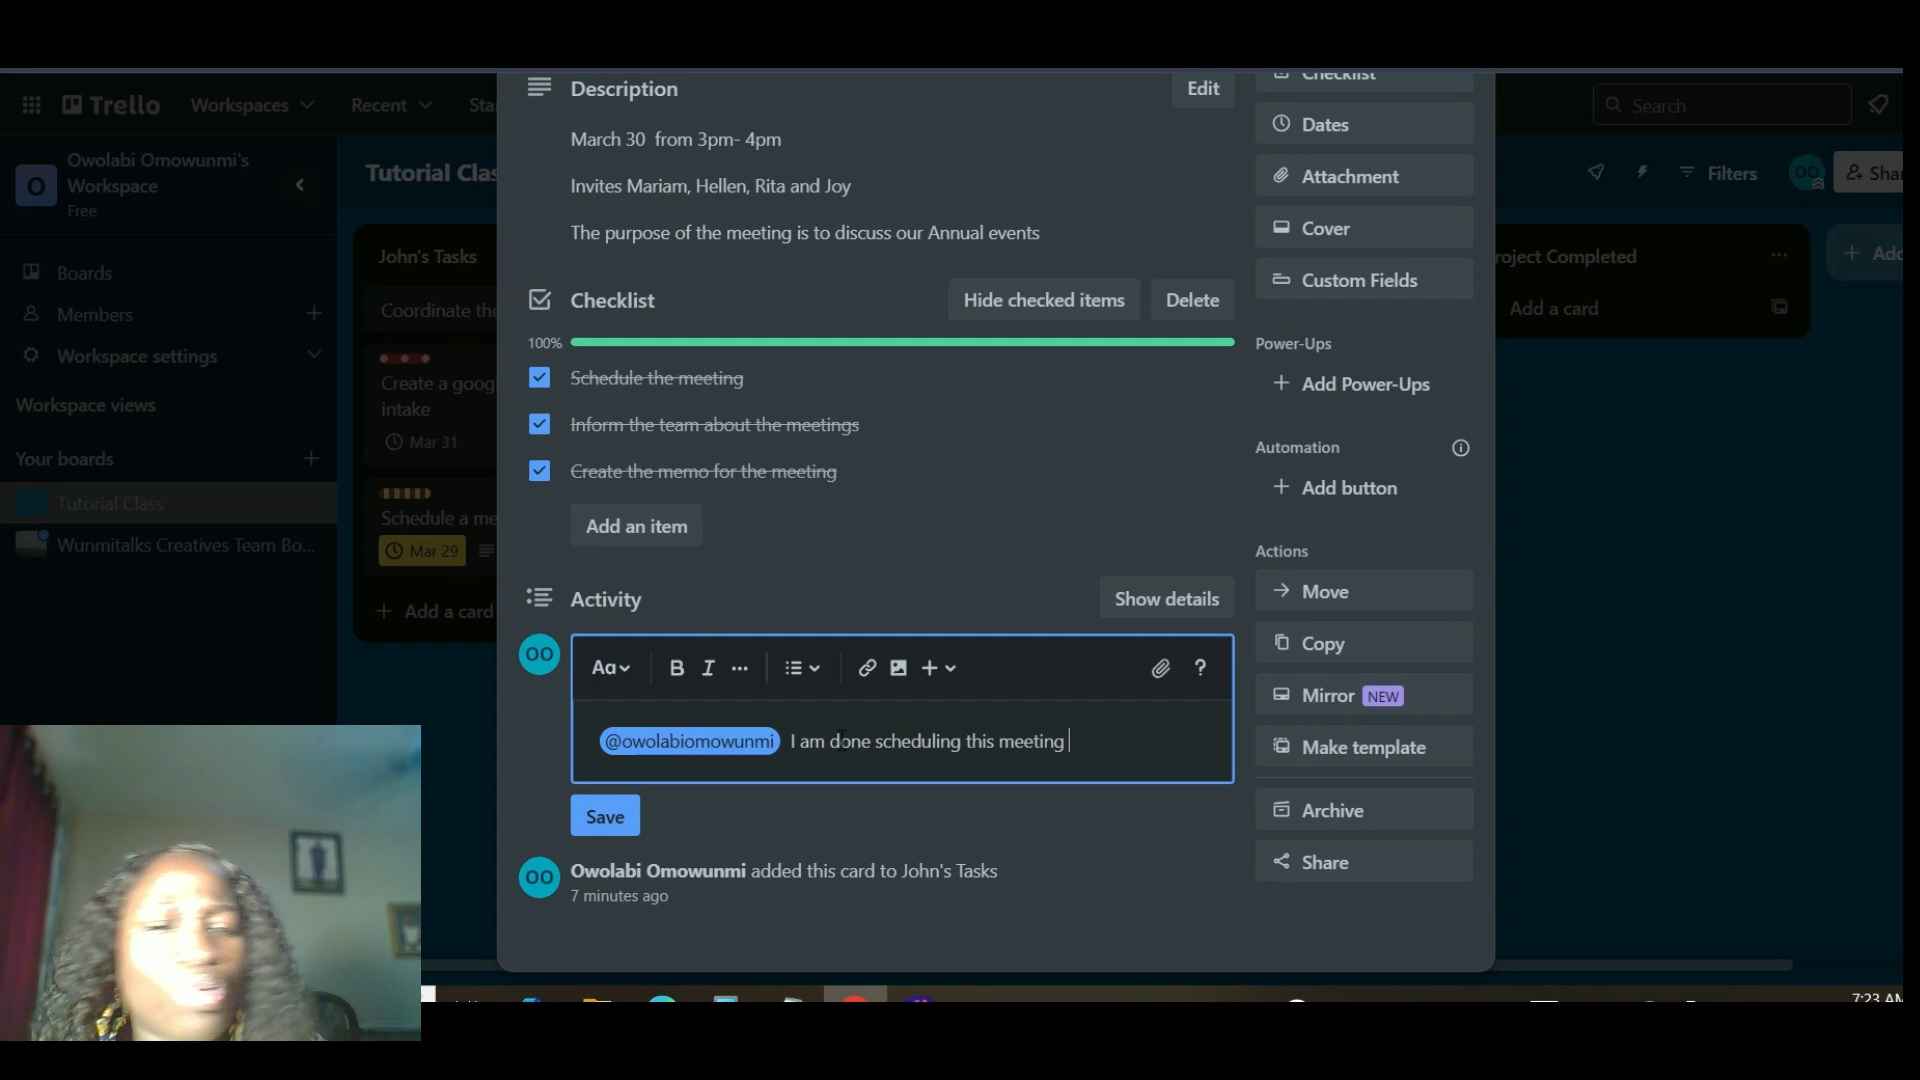 Trello
Workspaces
Recent
Search
Owolabi Omowunmi's
Workspace
Free
O
Boards
Members
Workspace settings
Workspace views
Your boards
Tutorial Class
Wunmitalks Creatives Team Bo...
Tutorial Clas
Filters
OO
John's Tasks
Coordinate the
Create a goog
intake
Mar 31
Schedule a me
Mar 29
Add a card
Description
Edit
March 30 from 3pm- 4pm
Invites Mariam, Hellen, Rita and Joy
The purpose of the meeting is to discuss our Annual events
Checklist
Hide checked items
Delete
100%
Schedule the meeting
Inform the team about the meetings
Create the memo for the meeting
Add an item
Activity
Show details
OO
Aa
B I ...
?
@owolabiomowunmi I am done scheduling this meeting
Save
OO
Owolabi Omowunmi added this card to John's Tasks
7 minutes ago
Checklist
Dates
Attachment
Cover
Custom Fields
Power-Ups
Add Power-Ups
Automation
Add button
Actions
Move
Copy
Mirror NEW
Make template
Archive
Share
roject Completed
Add a card
7:23 AM